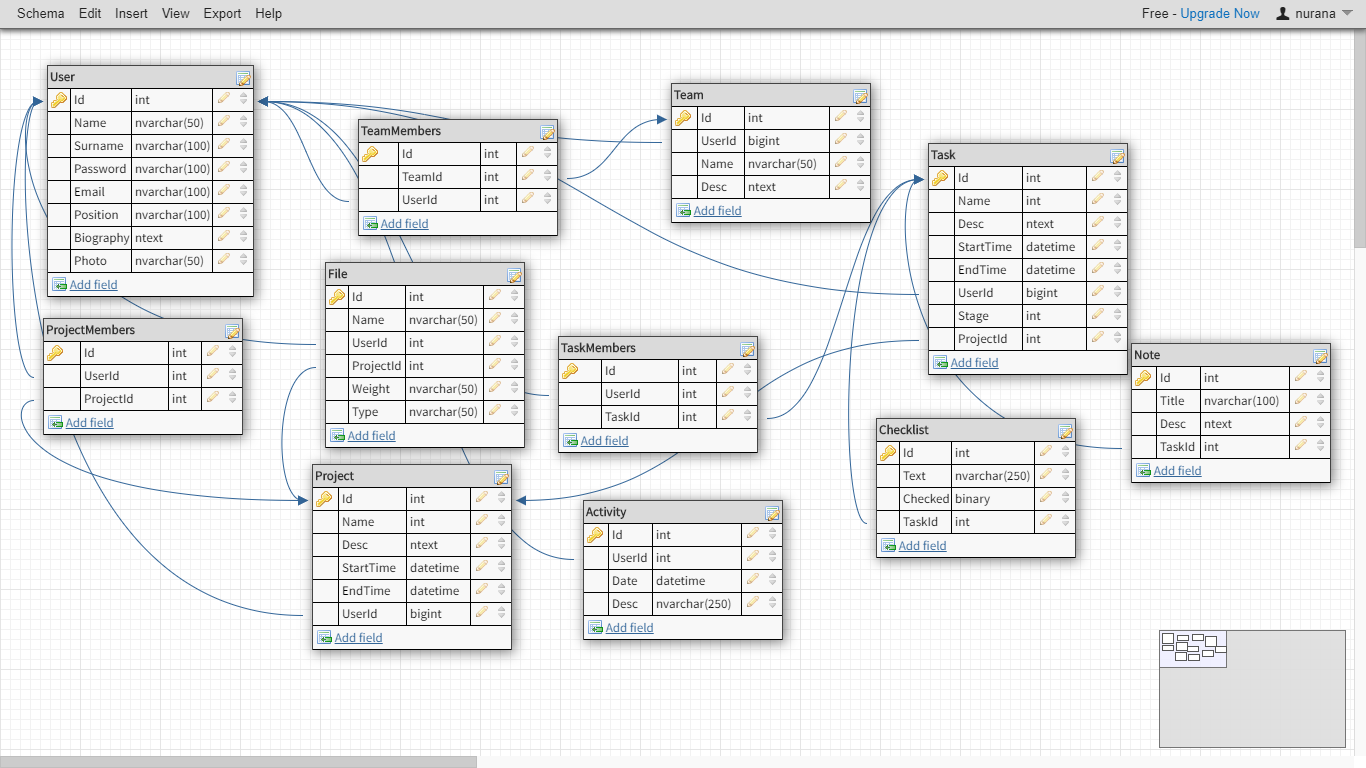 Schema Edit Insert View Export Help Free - Upgrade Now nurana
User
Id int
Name nvarchar(50)
Surname nvarchar(100)
Password nvarchar(100)
Email nvarchar(100)
Position nvarchar(100)
Biography ntext
Photo nvarchar(50)
Add field
TeamMembers
Id int
TeamId int
UserId int
Add field
Team
Id int
UserId bigint
Name nvarchar(50)
Desc ntext
Add field
Task
Id int
Name int
Desc ntext
StartTime datetime
EndTime datetime
UserId bigint
Stage int
ProjectId int
Add field
File
Id int
Name nvarchar(50)
UserId int
ProjectId int
Weight nvarchar(50)
Type nvarchar(50)
Add field
ProjectMembers
Id int
UserId int
ProjectId int
Add field
TaskMembers
Id int
UserId int
TaskId int
Add field
Note
Id int
Title nvarchar(100)
Desc ntext
TaskId int
Add field
Checklist
Id int
Text nvarchar(250)
Checked binary
TaskId int
Add field
Project
Id int
Name int
Desc ntext
StartTime datetime
EndTime datetime
UserId bigint
Add field
Activity
Id int
UserId int
Date datetime
Desc nvarchar(250)
Add field